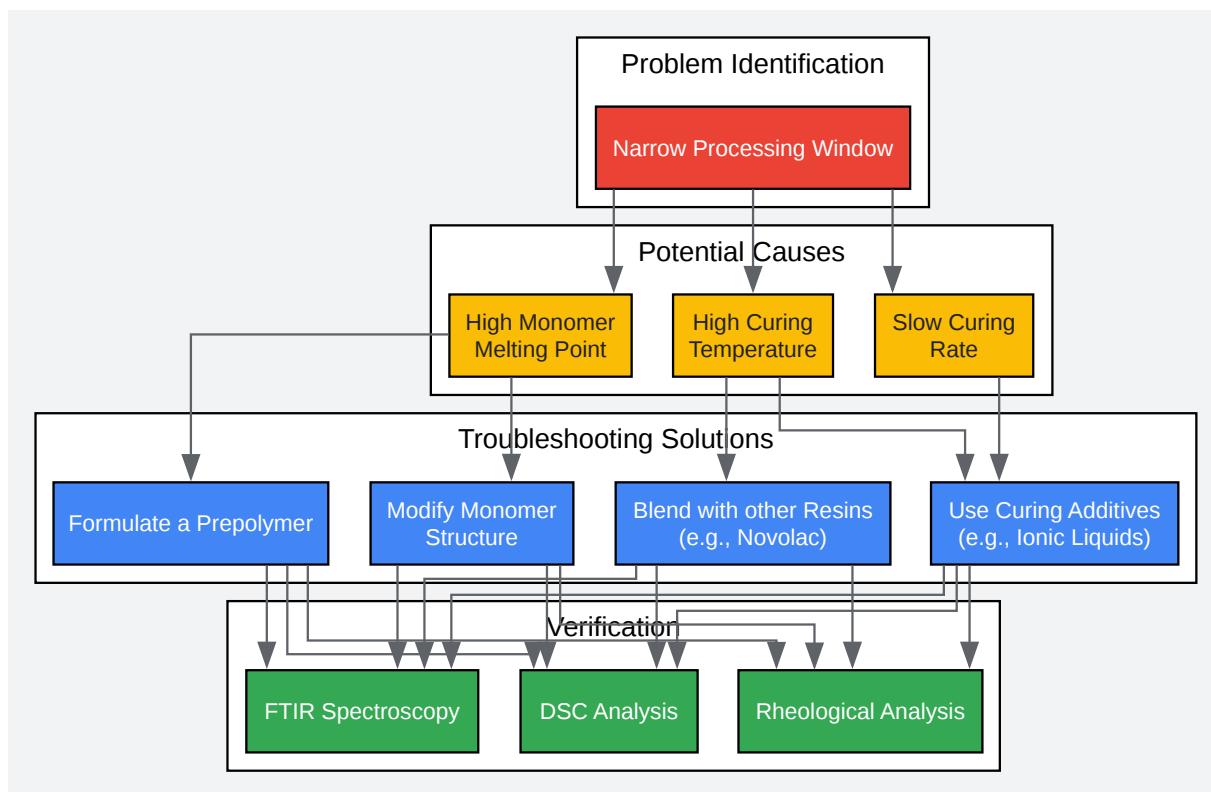 Problem Identification
Narrow Processing Window
Potential Causes
High Monomer
Melting Point
High Curing
Temperature
Slow Curing
Rate
Troubleshooting Solutions
Formulate a Prepolymer
Modify Monomer
Structure
Blend with other Resins
(e.g., Novolac)
Use Curing Additives
(e.g., Ionic Liquids)
Verification
FTIR Spectroscopy
DSC Analysis
Rheological Analysis